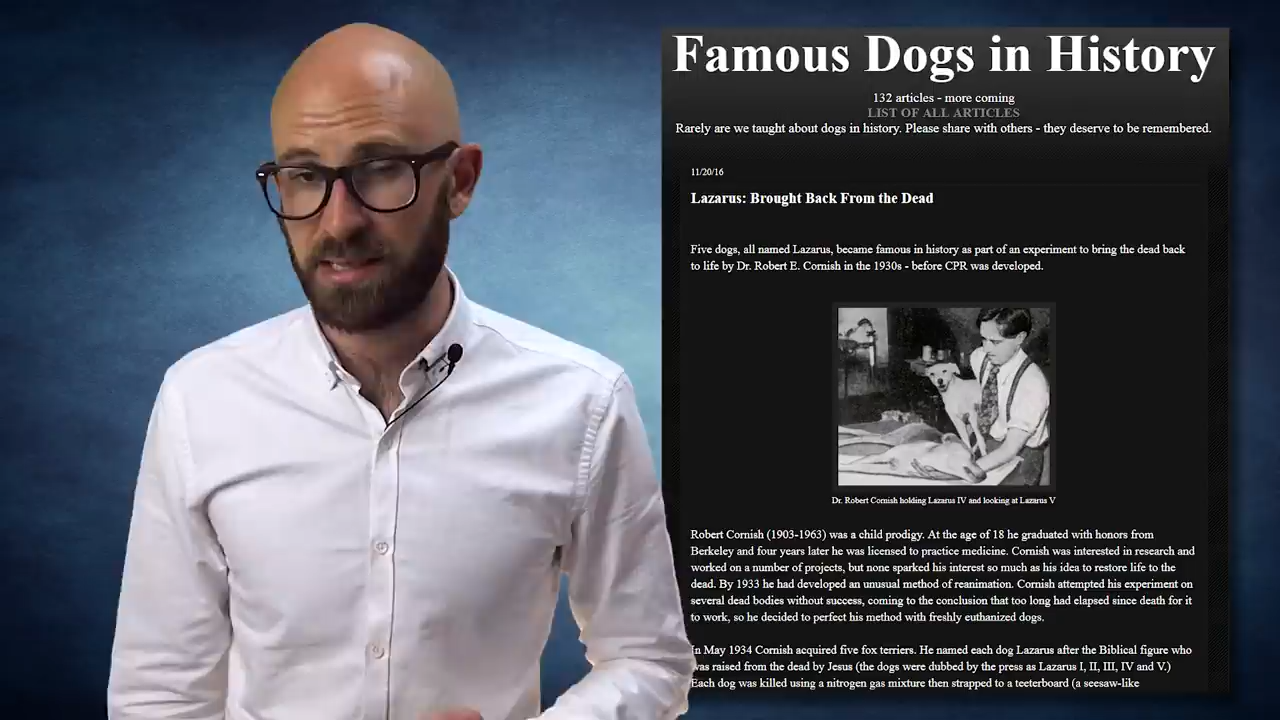 Famous Dogs in History
132 articles - more coming
LIST OF ALL ARTICLES
Rarely are we taught about dogs in history. Please share with others - they deserve to be remembered.
11/20/16
Lazarus: Brought Back From the Dead
Five dogs, all named Lazarus, became famous in history as part of an experiment to bring the dead back
to life by Dr. Robert E. Cornish in the 1930s - before CPR was developed.
Dr. Robert Cornish holding Lazarus IV and looking at Lazarus V
Robert Cornish (1903-1963) was a child prodigy. At the age of 18 he graduated with honors from
Berkeley and four years later he was licensed to practice medicine. Cornish was interested in research and
worked on a number of projects, but none sparked his interest so much as his idea to restore life to the
dead. By 1933 he had developed an unusual method of reanimation. Cornish attempted his experiment on
several dead bodies without success, coming to the conclusion that too long had elapsed since death for it
to work, so he decided to perfect his method with freshly euthanized dogs.
In May 1934 Cornish acquired five fox terriers. He named each dog Lazarus after the Biblical figure who
was raised from the dead by Jesus (the dogs were dubbed by the press as Lazarus I, II, III, IV and V.)
Each dog was killed using a nitrogen gas mixture then strapped to a teeterboard (a seesaw-like